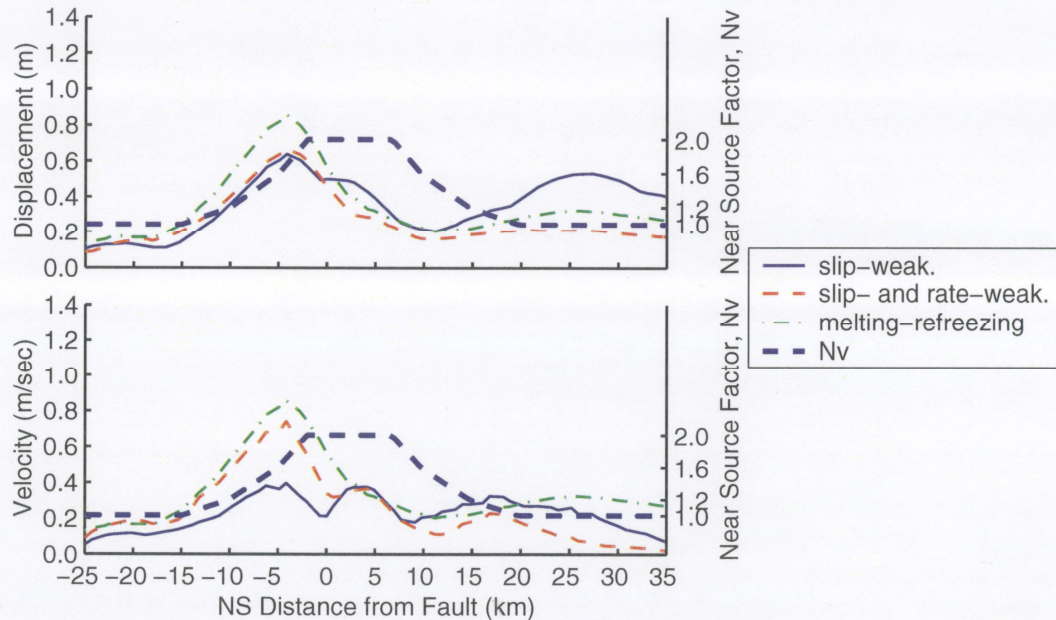 1.4
1.2
1.0
0.8
0.6
0.4
0.2
0.0
Displacement (m)
2.0
1.6
1.2
1.0
Near Source Factor, Nv
1.4
1.2
1.0
0.8
0.6
0.4
0.2
0.0
Velocity (m/sec)
2.0
1.6
1.2
1.0
Near Source Factor, Nv
−25 −20 −15 −10 −5 0 5 10 15 20 25 30 35
NS Distance from Fault (km)
slip−weak.
slip− and rate−weak.
melting−refreezing
Nv